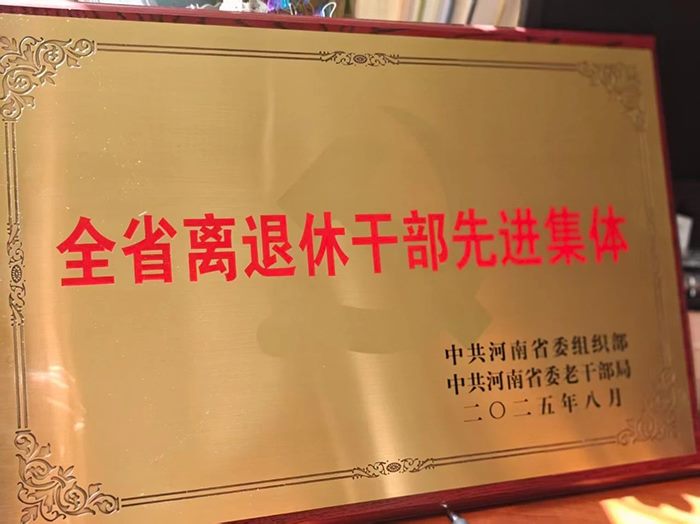 全省离退休干部先进集体
中共河南省委组织部
中共河南省委老干部局
二〇二五年八月